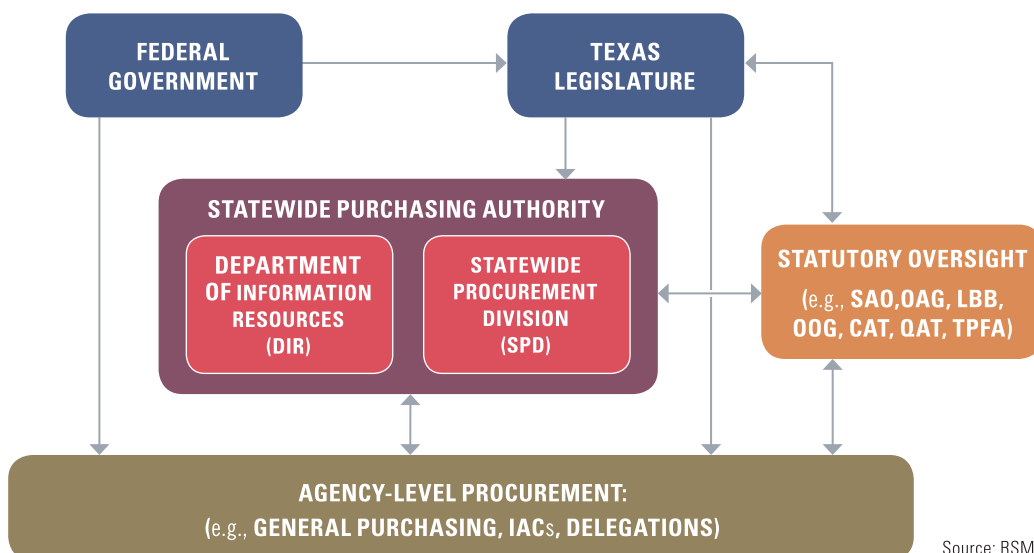 FEDERAL
GOVERNMENT
TEXAS
LEGISLATURE
STATEWIDE PURCHASING AUTHORITY
DEPARTMENT
OF INFORMATION
RESOURCES
(DIR)
STATEWIDE
PROCUREMENT
DIVISION
(SPD)
STATUTORY OVERSIGHT
(e.g., SAO,OAG, LBB,
OOG, CAT, QAT, TPFA)
AGENCY-LEVEL PROCUREMENT:
(e.g., GENERAL PURCHASING, IACs, DELEGATIONS)
Source: RSM